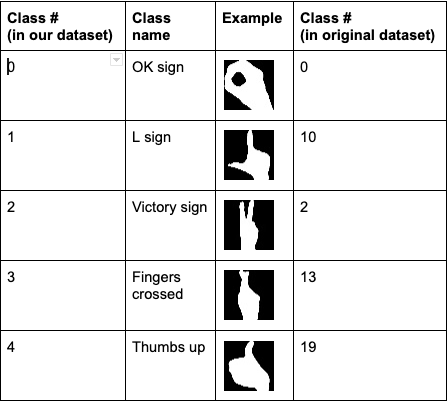 Class # Class Example Class #
(in our dataset) name (in original dataset)
0 OK sign 0
1 L sign 10
2 Victory sign 2
3 Fingers 13
crossed
4 Thumbs up 19